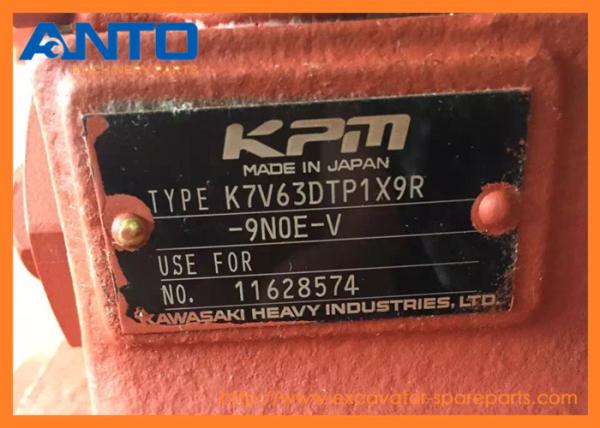 ANTO
MACHINERY PARTS
KPM
MADE IN JAPAN
TYPE K7V63DTP1X9R
-9N0E-V
USE FOR
NO. 11628574
KAWASAKI HEAVY INDUSTRIES, LTD.
www.excavator-spareparts.com